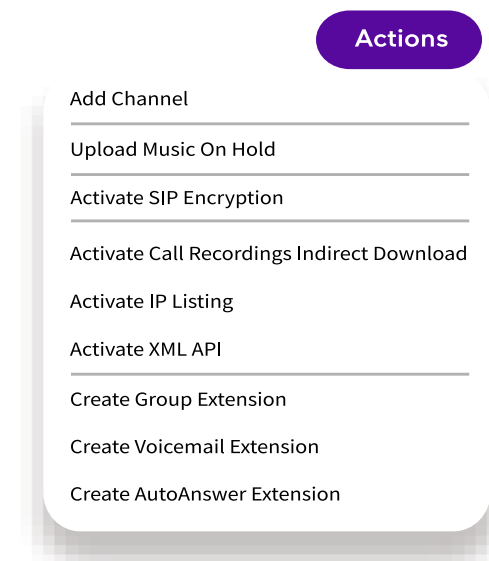 Actions
Add Channel
Upload Music On Hold
Activate SIP Encryption
Activate Call Recordings Indirect Download
Activate IP Listing
Activate XML API
Create Group Extension
Create Voicemail Extension
Create AutoAnswer Extension